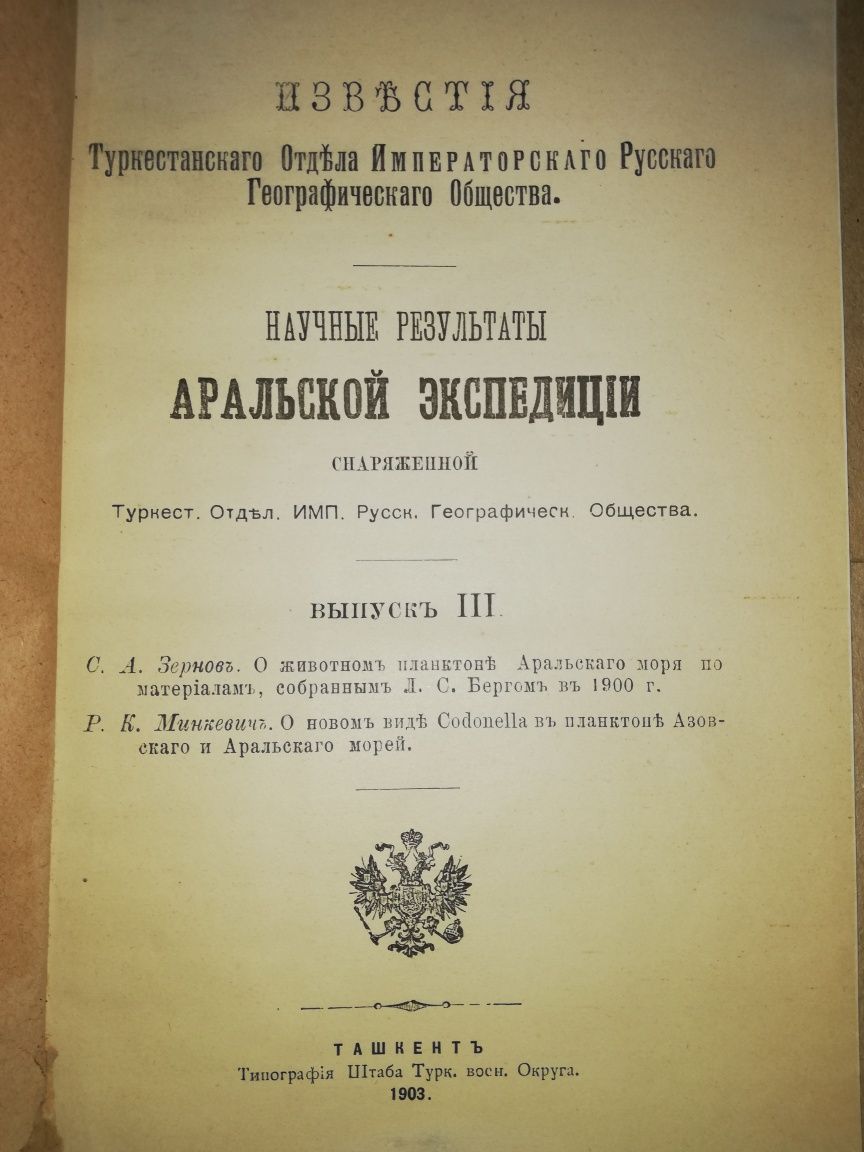 ИЗВѢСТІЯ
Туркестанскаго Отдѣла Императорскаго Русскаго
Географическаго Общества.
НАУЧНЫЕ РЕЗУЛЬТАТЫ
АРАЛЬСКОЙ ЭКСПЕДИЦІИ
СНАРЯЖЕННОЙ
Туркест. Отдѣл. ИМП. Русск. Географическ. Общества.
ВЫПУСКЪ III.
С. А. Зерновъ. О животномъ планктонѣ Аральскаго моря по
матеріаламъ, собраннымъ Л. С. Бергомъ въ 1900 г.
Р. К. Минкевичъ. О новомъ видѣ Codonella въ планктонѣ Азов-
скаго и Аральскаго морей.
ТАШКЕНТЪ
Типографія Штаба Турк. воен. Округа.
1903.